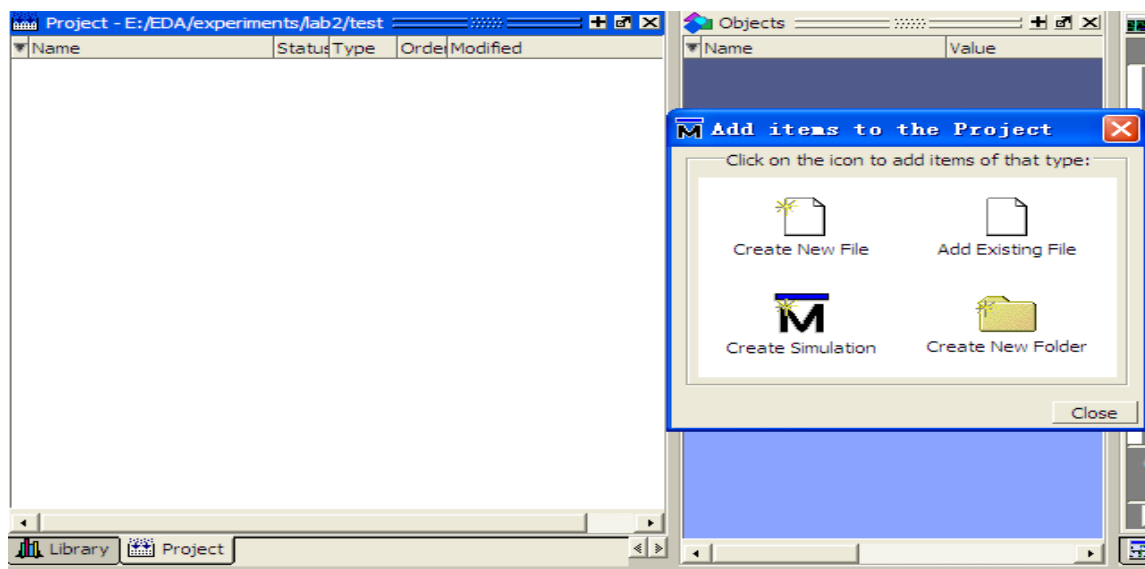 Project - E:/EDA/experiments/lab2/test
Name Status Type Order Modified
Library Project
Objects
Name Value
Add items to the Project
Click on the icon to add items of that type:
Create New File Add Existing File
Create Simulation Create New Folder
Close